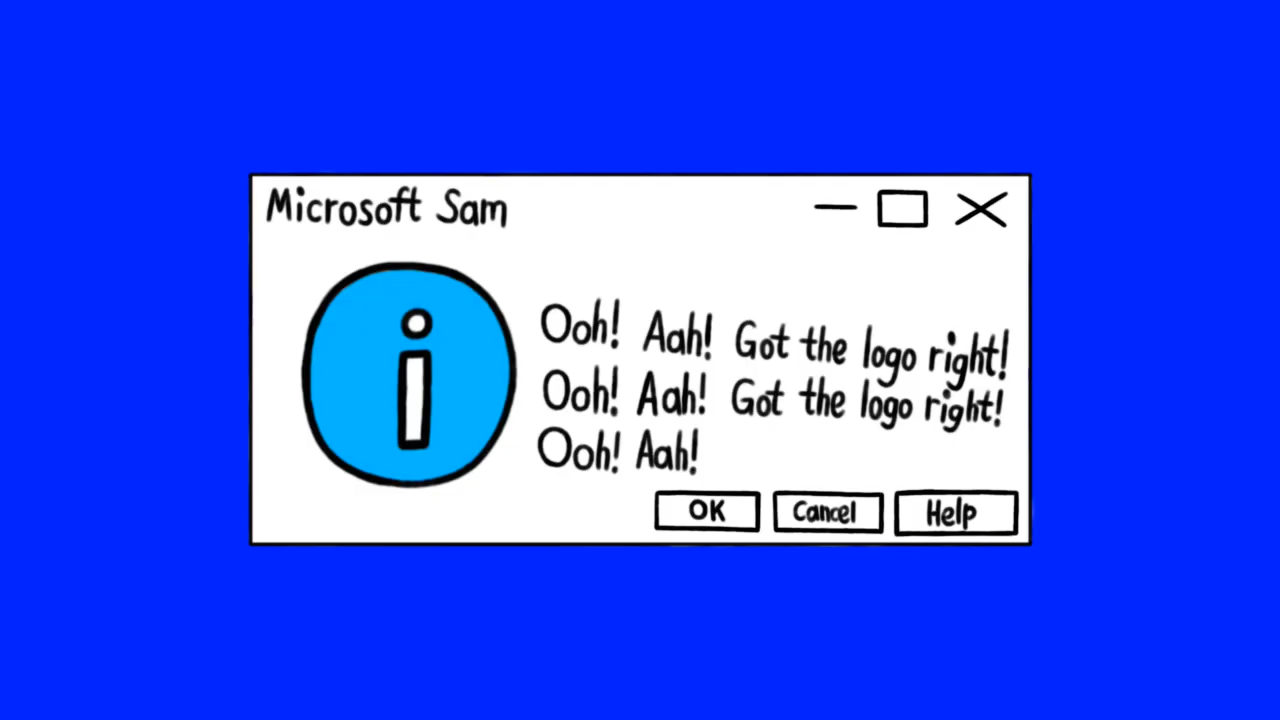 Microsoft Sam
i
Ooh! Aah! Got the logo right!
Ooh! Aah! Got the logo right!
Ooh! Aah!
OK Cancel Help